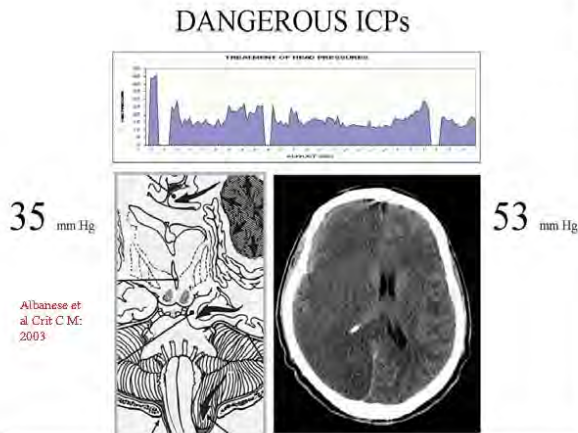 DANGEROUS ICPs
TREATMENT OF HEAD PRESSURES
35 mm Hg
53 mm Hg
Albanese et
al Crit C M:
2003